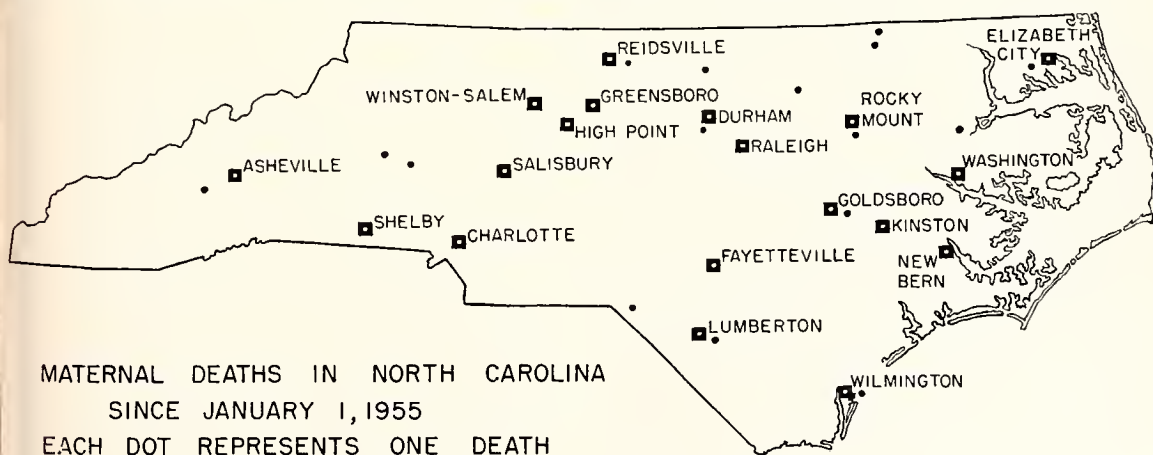 REIDSVILLE
ELIZABETH
CITY
WINSTON-SALEM
GREENSBORO
HIGH POINT
DURHAM
ROCKY
MOUNT
RALEIGH
ASHEVILLE
SALISBURY
WASHINGTON
GOLDSBORO
KINSTON
SHELBY
CHARLOTTE
FAYETTEVILLE
NEW
BERN
LUMBERTON
WILMINGTON
MATERNAL DEATHS IN NORTH CAROLINA
SINCE JANUARY 1, 1955
EACH DOT REPRESENTS ONE DEATH